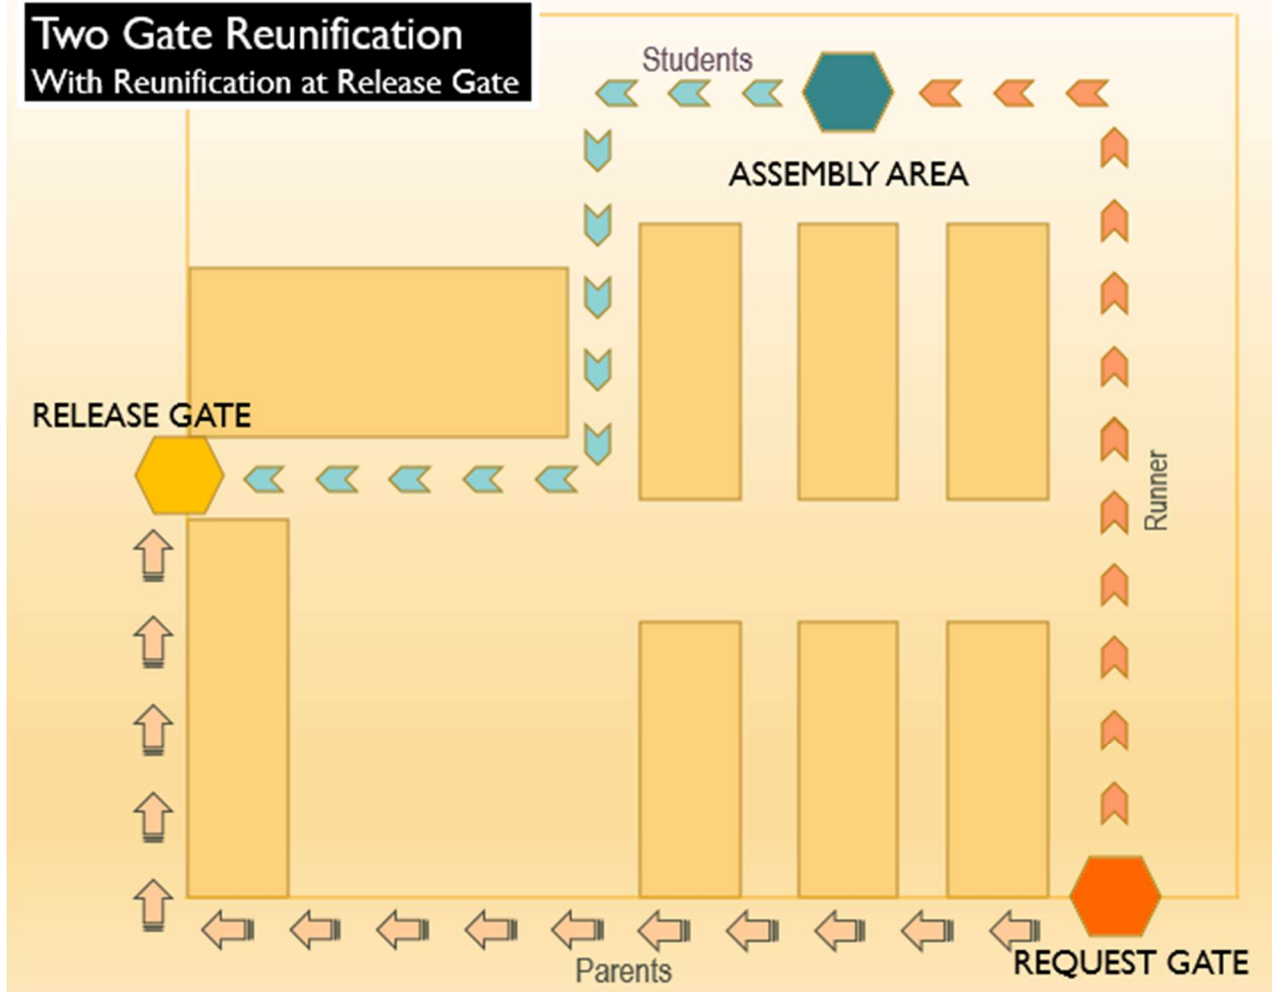 Two Gate Reunification
With Reunification at Release Gate
Students
ASSEMBLY AREA
RELEASE GATE
Runner
REQUEST GATE
Parents